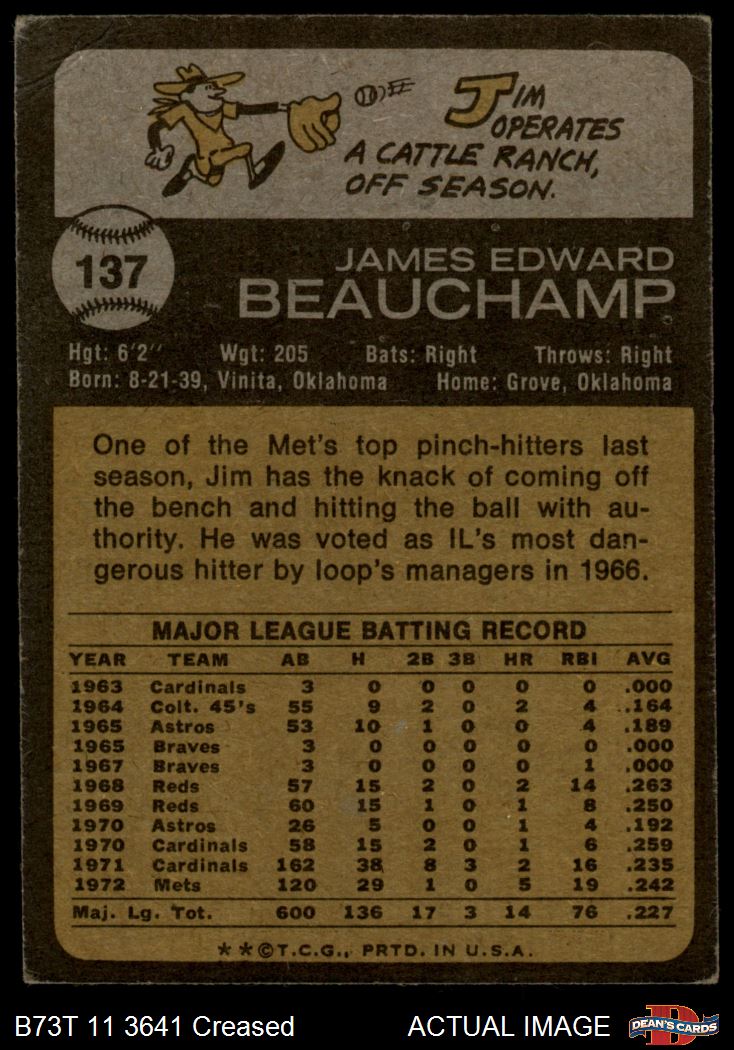 JIM
OPERATES
A CATTLE RANCH,
OFF SEASON.
137
JAMES EDWARD
BEAUCHAMP
Hgt: 6'2" Wgt: 205 Bats: Right Throws: Right
Born: 8-21-39, Vinita, Oklahoma Home: Grove, Oklahoma
One of the Met's top pinch-hitters last
season, Jim has the knack of coming off
the bench and hitting the ball with au-
thority. He was voted as IL's most dan-
gerous hitter by loop's managers in 1966.
MAJOR LEAGUE BATTING RECORD
YEAR TEAM AB H 2B 3B HR RBI AVG
1963 Cardinals 3 0 0 0 0 0 .000
1964 Colt. 45's 55 9 2 0 2 4 .164
1965 Astros 53 10 1 0 0 4 .189
1965 Braves 3 0 0 0 0 0 .000
1967 Braves 3 0 0 0 0 1 .000
1968 Reds 57 15 2 0 2 14 .263
1969 Reds 60 15 1 0 1 8 .250
1970 Astros 26 5 0 0 1 4 .192
1970 Cardinals 58 15 2 0 1 6 .259
1971 Cardinals 162 38 8 3 2 16 .235
1972 Mets 120 29 1 0 5 19 .242
Maj. Lg. Tot. 600 136 17 3 14 76 .227
**©T.C.G., PRTD. IN U.S.A.
B73T 11 3641 Creased ACTUAL IMAGE DEAN'S CARDS